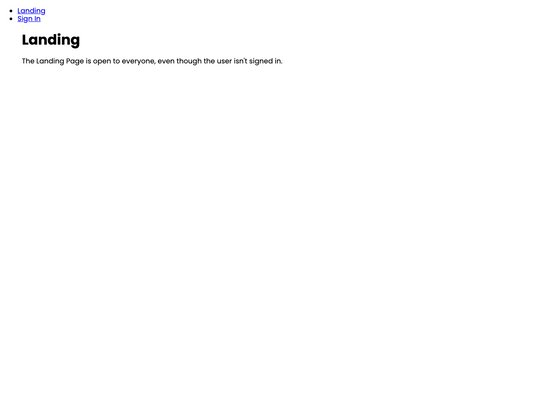 Landing
Sign In
Landing
The Landing Page is open to everyone, even though the user isn't signed in.